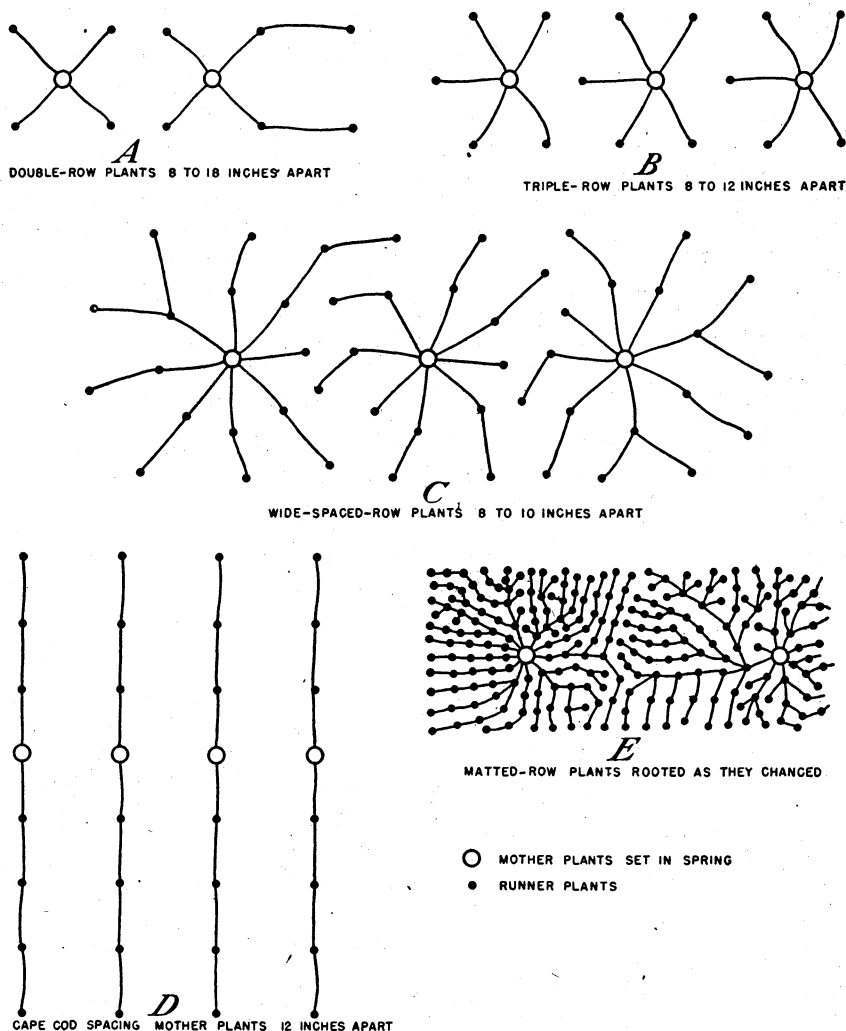 A
DOUBLE-ROW PLANTS 8 TO 18 INCHES APART
B
TRIPLE-ROW PLANTS 8 TO 12 INCHES APART
C
WIDE-SPACED-ROW PLANTS 8 TO 10 INCHES APART
E
MATTED-ROW PLANTS ROOTED AS THEY CHANCED
MOTHER PLANTS SET IN SPRING
RUNNER PLANTS
D
CAPE COD SPACING MOTHER PLANTS 12 INCHES APART